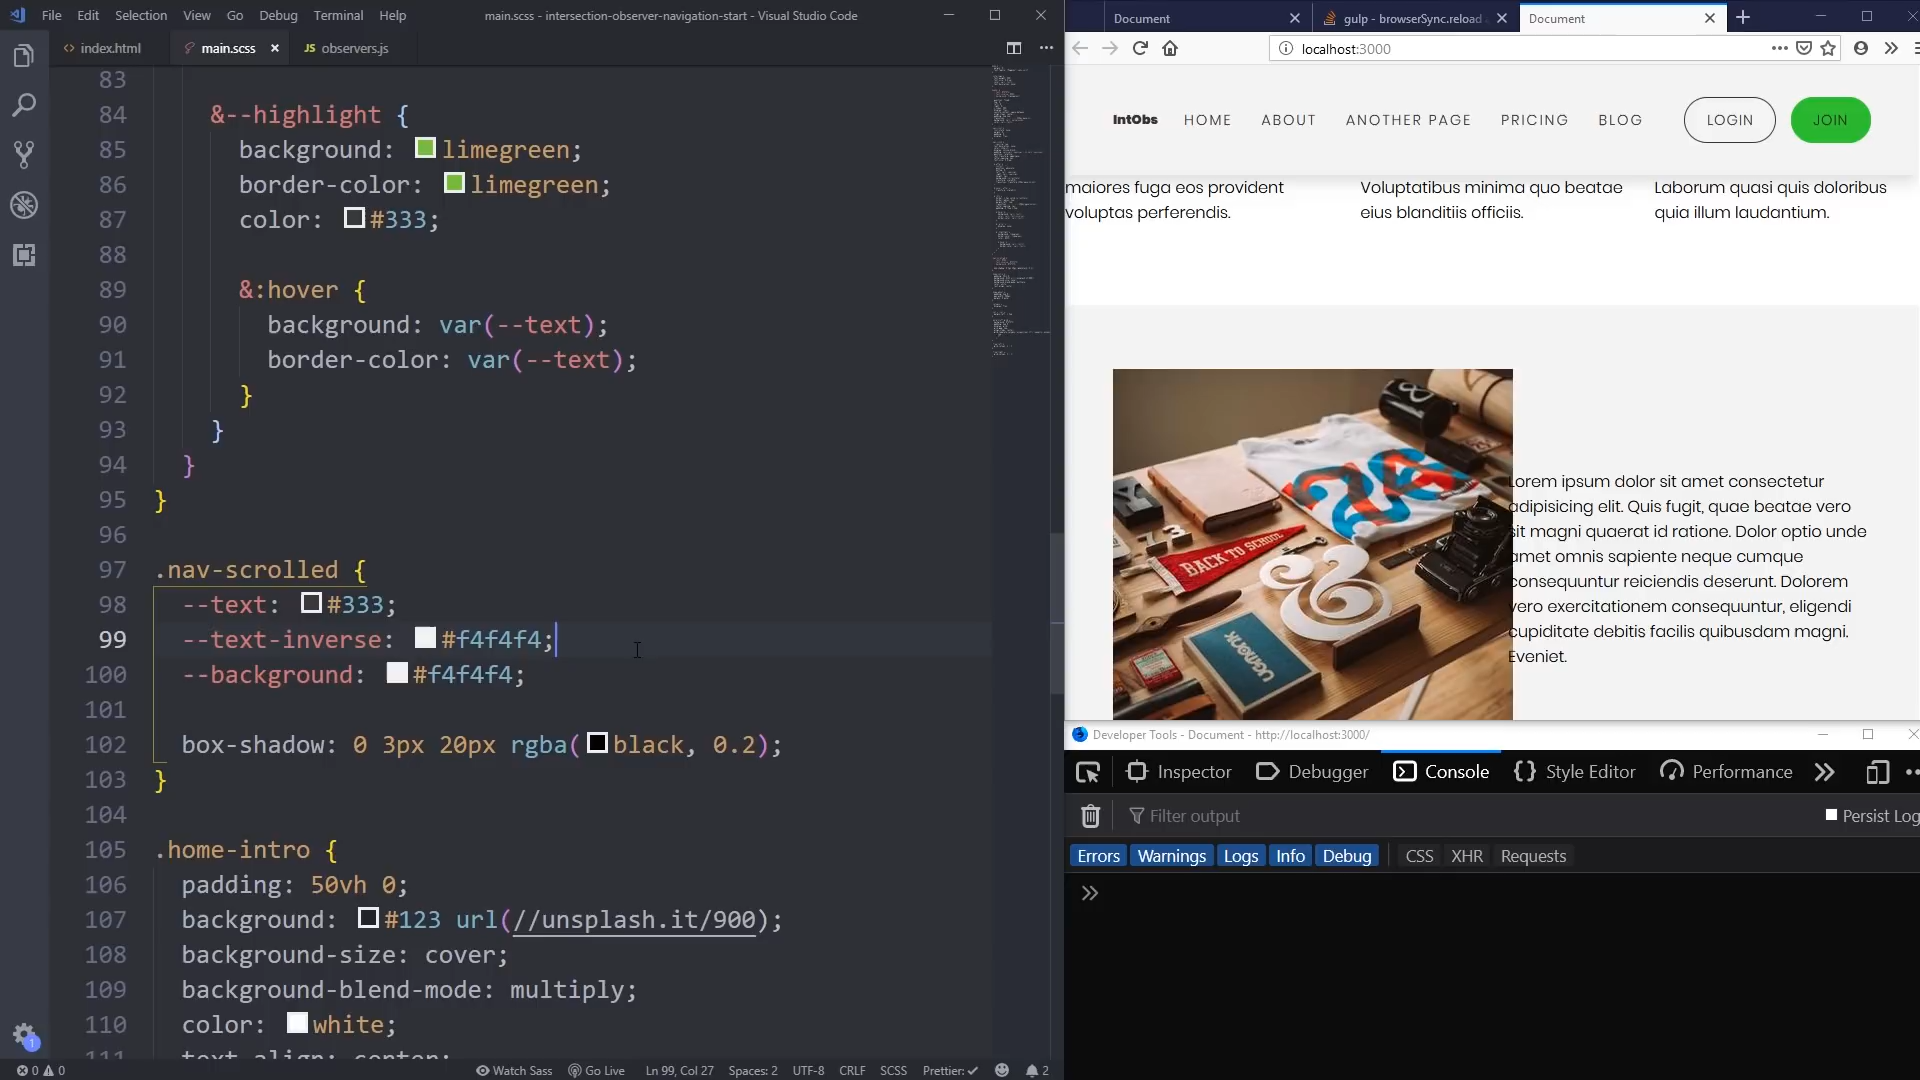 File Edit Selection View Go Debug Terminal Help
main.scss - intersection-observer-navigation-start - Visual Studio Code
index.html
main.scss
JS observers.js
83
84 &--highlight {
85 background: limegreen;
86 border-color: limegreen;
87 color: #333;
88
89 &:hover {
90 background: var(--text);
91 border-color: var(--text);
92 }
93 }
94 }
95 }
96
97 .nav-scrolled {
98 --text: #333;
99 --text-inverse: #f4f4f4;
100 --background: #f4f4f4;
101
102 box-shadow: 0 3px 20px rgba(black, 0.2);
103 }
104
105 .home-intro {
106 padding: 50vh 0;
107 background: #123 url(//unsplash.it/900);
108 background-size: cover;
109 background-blend-mode: multiply;
110 color: white;
111 text-align: center;
1
0 0
Watch Sass
Go Live
Ln 99, Col 27
Spaces: 2
UTF-8
CRLF
SCSS
Prettier: ✓
2
Document
gulp - browserSync.reload
Document
localhost:3000
IntObs
HOME
ABOUT
ANOTHER PAGE
PRICING
BLOG
LOGIN
JOIN
maiores fuga eos provident
voluptas perferendis.
Voluptatibus minima quo beatae
eius blanditiis officiis.
Laborum quasi quis doloribus
quia illum laudantium.
BACK TO SCHOOL
UGMONK
Lorem ipsum dolor sit amet consectetur
adipisicing elit. Quis fugit, quae beatae vero
sit magni quaerat id ratione. Dolor optio unde
amet omnis sapiente neque cumque
consequuntur reiciendis deserunt. Dolorem
vero exercitationem consequuntur, eligendi
cupiditate debitis facilis quibusdam magni.
Eveniet.
Developer Tools - Document - http://localhost:3000/
Inspector
Debugger
Console
Style Editor
Performance
Filter output
Persist Log
Errors
Warnings
Logs
Info
Debug
CSS
XHR
Requests